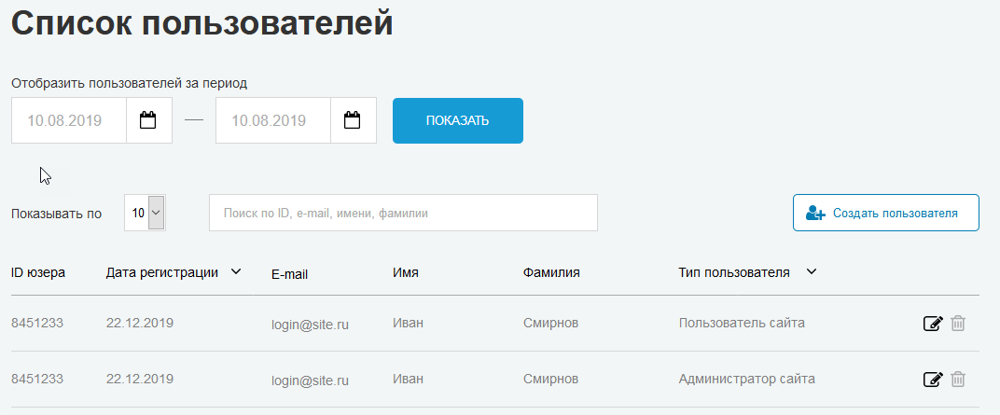 Список пользователей
Отобразить пользователей за период
10.08.2019 — 10.08.2019 ПОКАЗАТЬ
Показывать по 10 Поиск по ID, e-mail, имени, фамилии Создать пользователя
ID юзера Дата регистрации E-mail Имя Фамилия Тип пользователя
8451233 22.12.2019 login@site.ru Иван Смирнов Пользователь сайта
8451233 22.12.2019 login@site.ru Иван Смирнов Администратор сайта